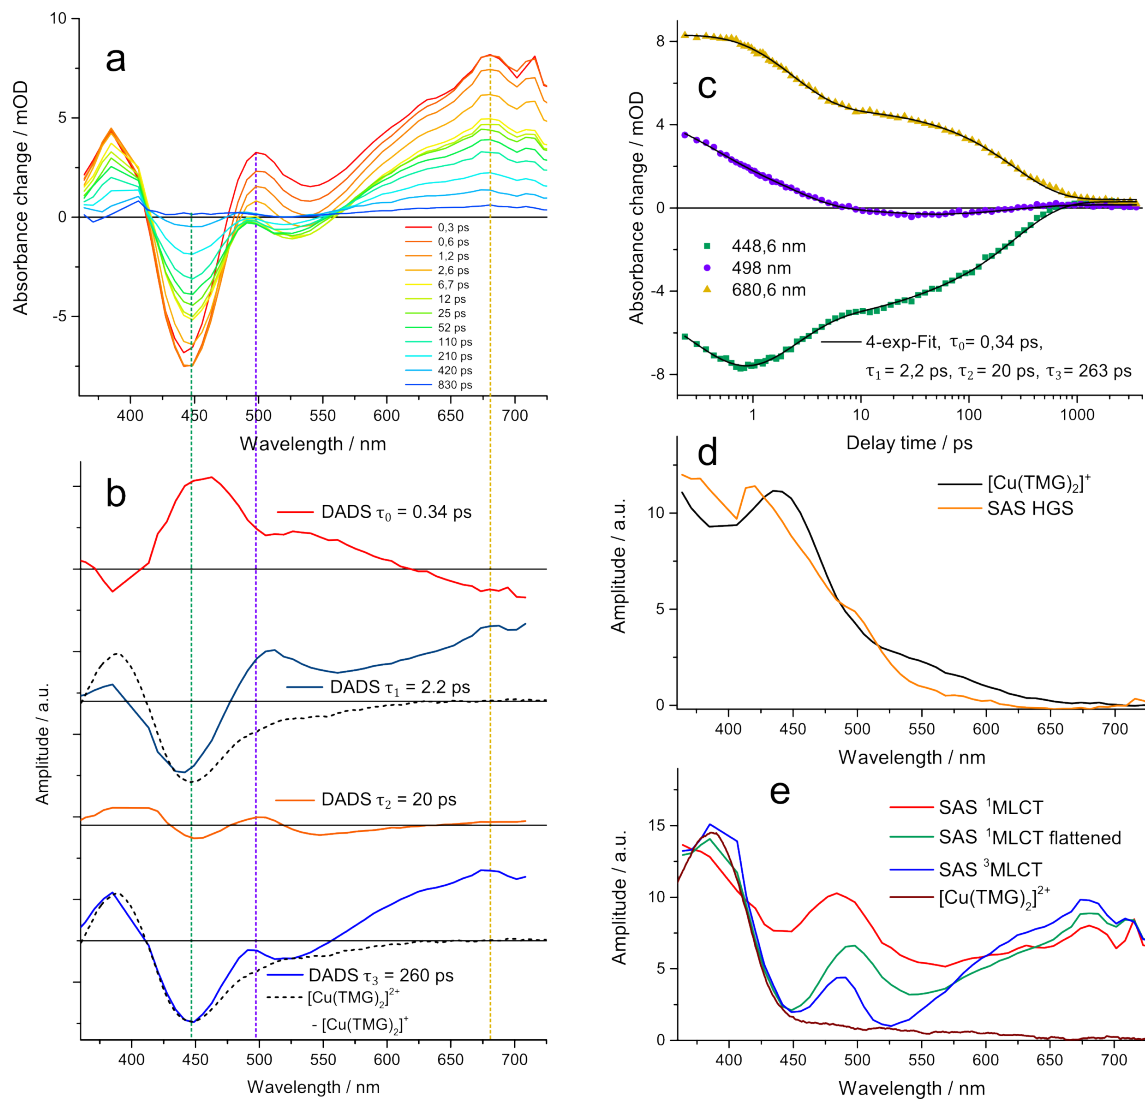 a
Absorbance change / mOD
10
5
0
-5
0,3 ps
0,6 ps
1,2 ps
2,6 ps
6,7 ps
12 ps
25 ps
52 ps
110 ps
210 ps
420 ps
830 ps
400 450 500 550 600 650 700
Wavelength / nm
b
Amplitude / a.u.
DADS τ₀ = 0.34 ps
DADS τ₁ = 2.2 ps
DADS τ₂ = 20 ps
DADS τ₃ = 260 ps
[Cu(TMG)₂]²⁺
- [Cu(TMG)₂]⁺
400 450 500 550 600 650 700
Wavelength / nm
c
Absorbance change / mOD
8
4
0
-4
-8
448,6 nm
498 nm
680,6 nm
4-exp-Fit, τ₀= 0,34 ps,
τ₁ = 2,2 ps, τ₂ = 20 ps, τ₃ = 263 ps
1 10 100 1000
Delay time / ps
d
Amplitude / a.u.
10
5
0
[Cu(TMG)₂]⁺
SAS HGS
400 450 500 550 600 650 700
Wavelength / nm
e
Amplitude / a.u.
15
10
5
0
SAS ¹MLCT
SAS ¹MLCT flattened
SAS ³MLCT
[Cu(TMG)₂]²⁺
400 450 500 550 600 650 700
Wavelength / nm